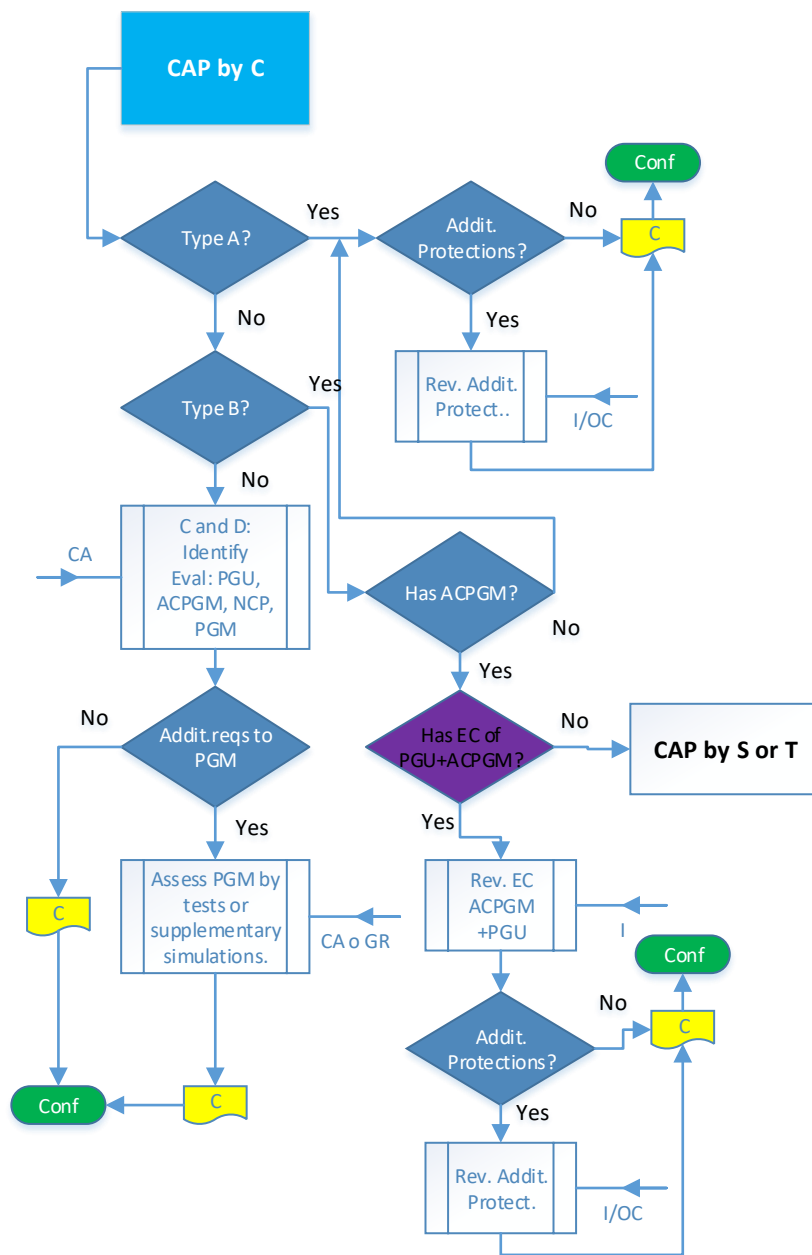 CAP by C
Conf
Type A?
Yes
Addit.
Protections?
No
C
No
Yes
Type B?
Yes
Rev. Addit.
Protect..
I/OC
No
CA
C and D:
Identify
Eval: PGU,
ACPGM, NCP,
PGM
Has ACPGM?
No
Yes
No
Addit.reqs to
PGM
Has EC of
PGU+ACPGM?
No
CAP by S or T
Yes
Yes
C
Assess PGM by
tests or
supplementary
simulations.
CA o GR
Rev. EC
ACPGM
+PGU
I
Conf
Addit.
Protections?
No
C
Conf
C
Yes
Rev. Addit.
Protect.
I/OC